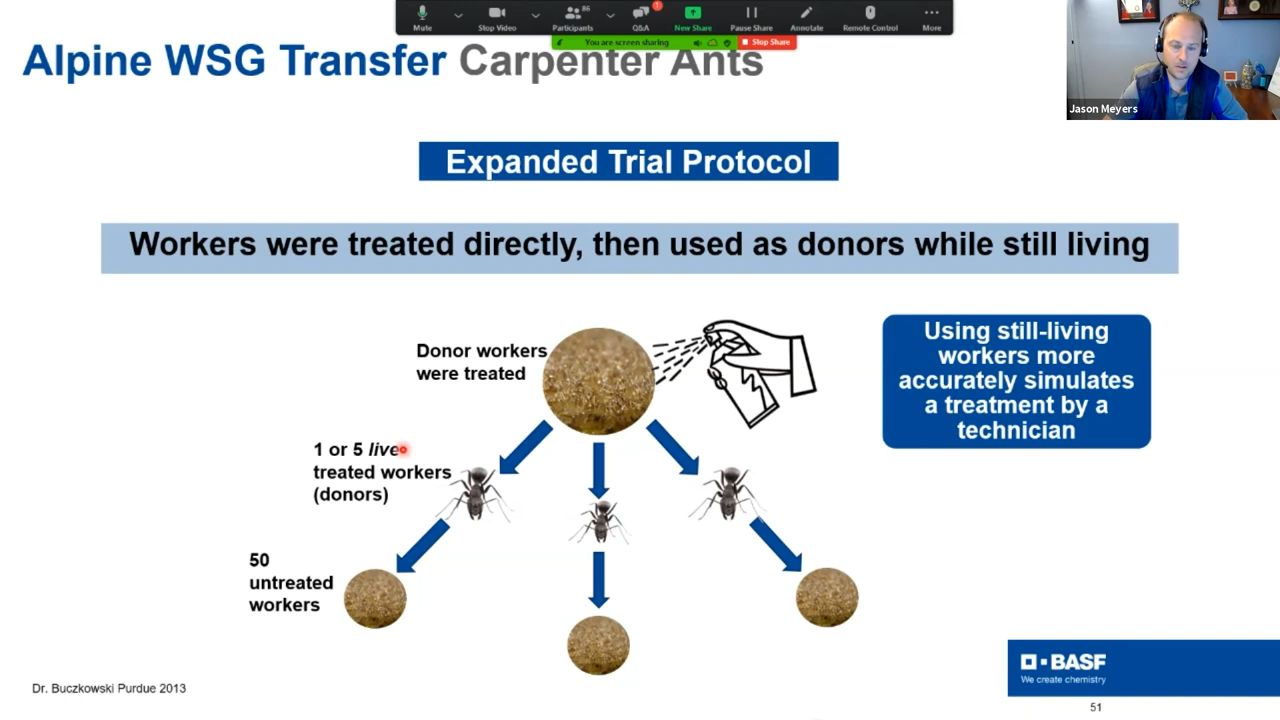 Mute
Stop Video
Participants
86
Q&A
1
New Share
Pause Share
Annotate
Remote Control
More
You are screen sharing
Stop Share
Alpine WSG Transfer Carpenter Ants
Jason Meyers
Expanded Trial Protocol
Workers were treated directly, then used as donors while still living
Donor workers
were treated
Using still-living
workers more
accurately simulates
a treatment by a
technician
1 or 5 live
treated workers
(donors)
50
untreated
workers
BASF
We create chemistry
Dr. Buczkowski Purdue 2013
51